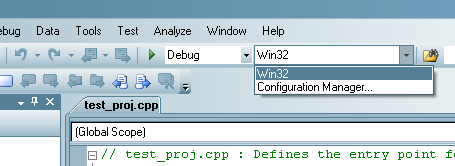 ebug Data Tools Test Analyze Window Help
Debug Win32
Win32
Configuration Manager...
test_proj.cpp
(Global Scope)
// test_proj.cpp : Defines the entry point fo